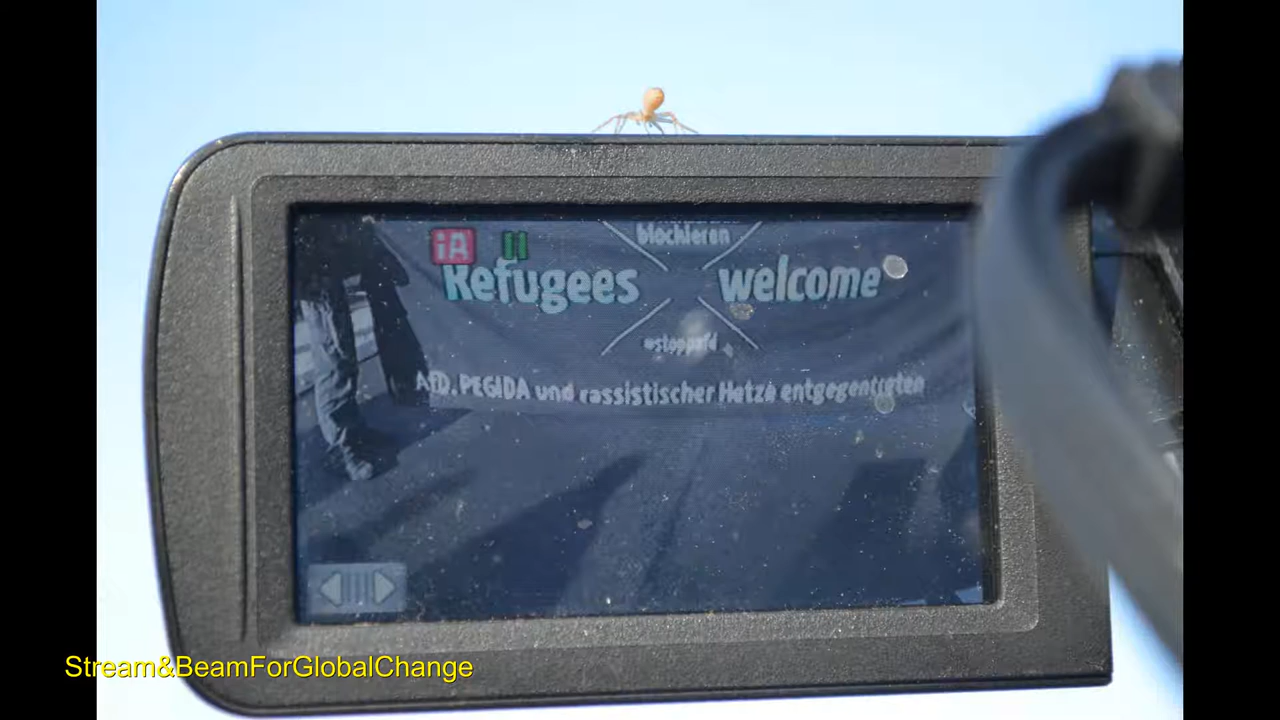 blockieren
iA
Refugees welcome
#stoppafd
AfD, PEGIDA und rassistischer Hetze entgegentreten
Stream&BeamForGlobalChange